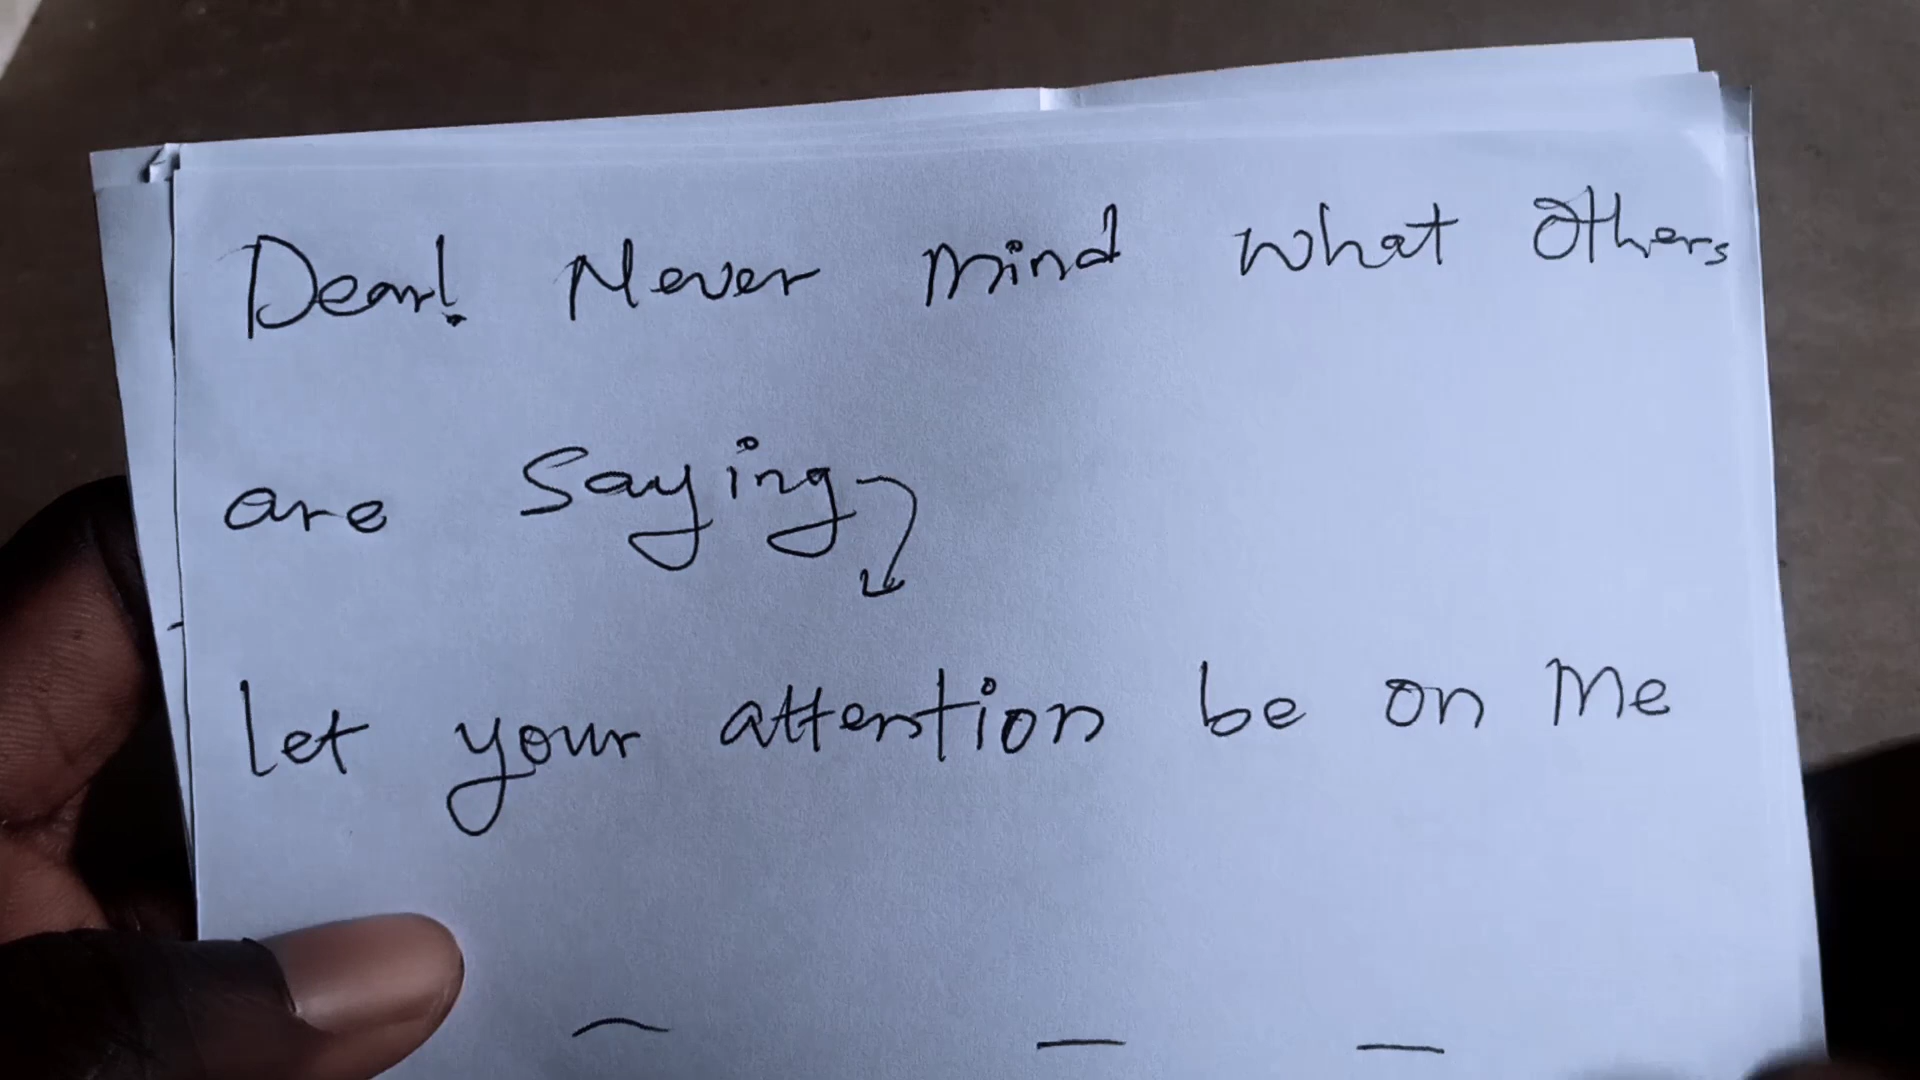 Dear! Never mind what others
are saying
let your attention be on me